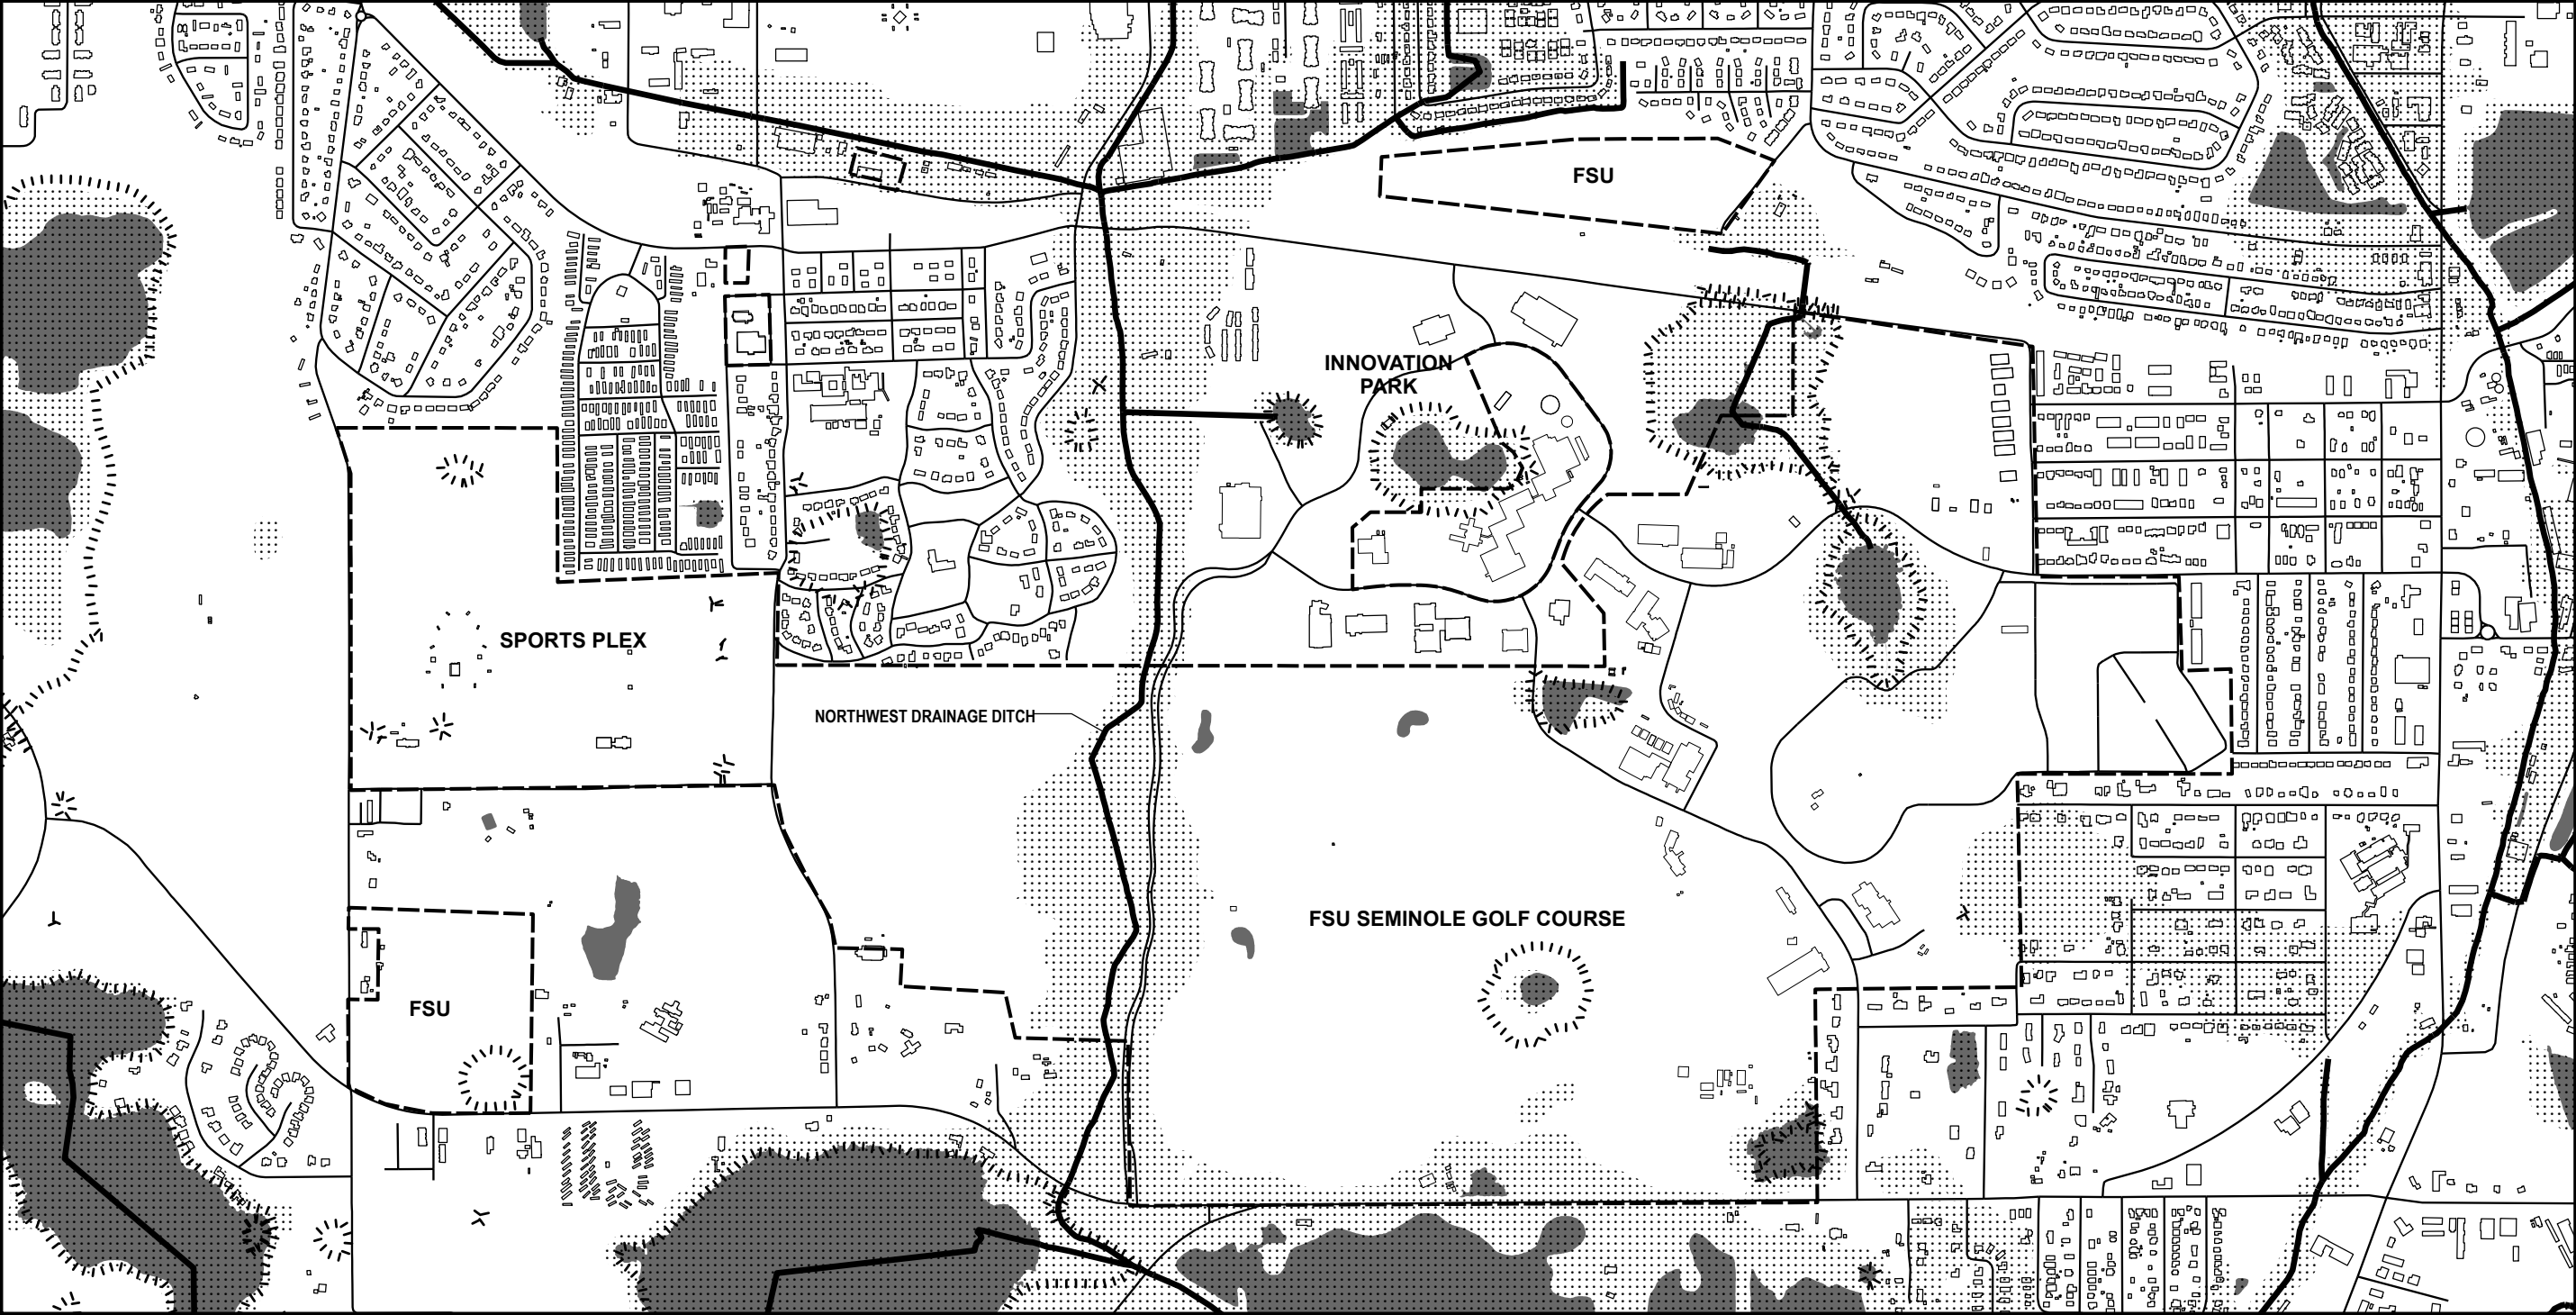 FSU
INNOVATION
PARK
SPORTS PLEX
NORTHWEST DRAINAGE DITCH
FSU SEMINOLE GOLF COURSE
FSU